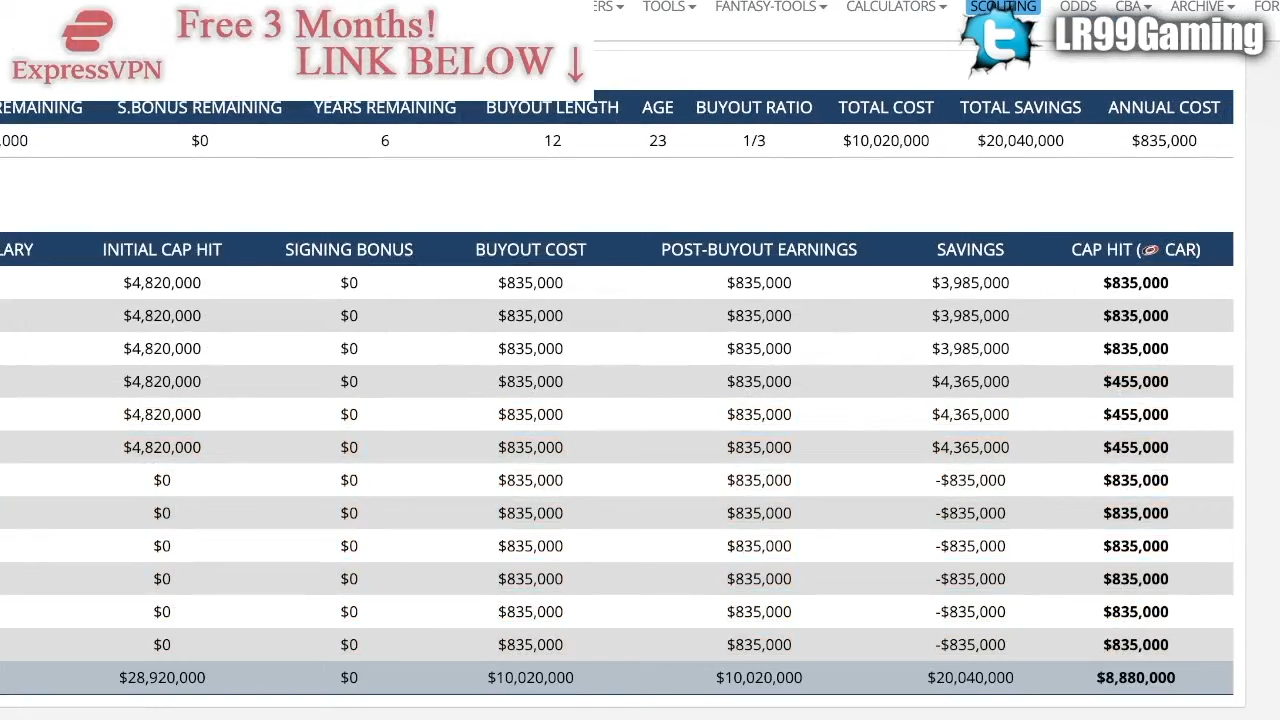 ERS TOOLS FANTASY-TOOLS CALCULATORS SCOUTING ODDS CBA ARCHIVE FOR
Free 3 Months!
LINK BELOW ↓
ExpressVPN
LR99Gaming
REMAINING S.BONUS REMAINING YEARS REMAINING BUYOUT LENGTH AGE BUYOUT RATIO TOTAL COST TOTAL SAVINGS ANNUAL COST
,000 $0 6 12 23 1/3 $10,020,000 $20,040,000 $835,000
LARY INITIAL CAP HIT SIGNING BONUS BUYOUT COST POST-BUYOUT EARNINGS SAVINGS CAP HIT ( CAR)
$4,820,000 $0 $835,000 $835,000 $3,985,000 $835,000
$4,820,000 $0 $835,000 $835,000 $3,985,000 $835,000
$4,820,000 $0 $835,000 $835,000 $3,985,000 $835,000
$4,820,000 $0 $835,000 $835,000 $4,365,000 $455,000
$4,820,000 $0 $835,000 $835,000 $4,365,000 $455,000
$4,820,000 $0 $835,000 $835,000 $4,365,000 $455,000
$0 $0 $835,000 $835,000 -$835,000 $835,000
$0 $0 $835,000 $835,000 -$835,000 $835,000
$0 $0 $835,000 $835,000 -$835,000 $835,000
$0 $0 $835,000 $835,000 -$835,000 $835,000
$0 $0 $835,000 $835,000 -$835,000 $835,000
$0 $0 $835,000 $835,000 -$835,000 $835,000
$28,920,000 $0 $10,020,000 $10,020,000 $20,040,000 $8,880,000